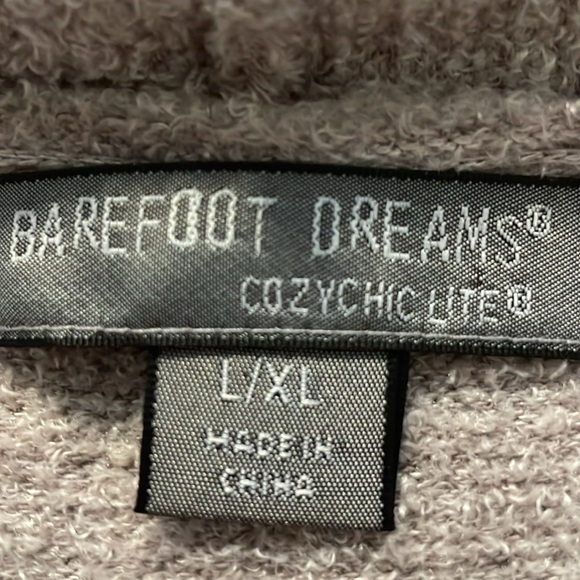 BAREFOOT DREAMS®
COZYCHIC LITE®
L/XL
MADE IN
CHINA